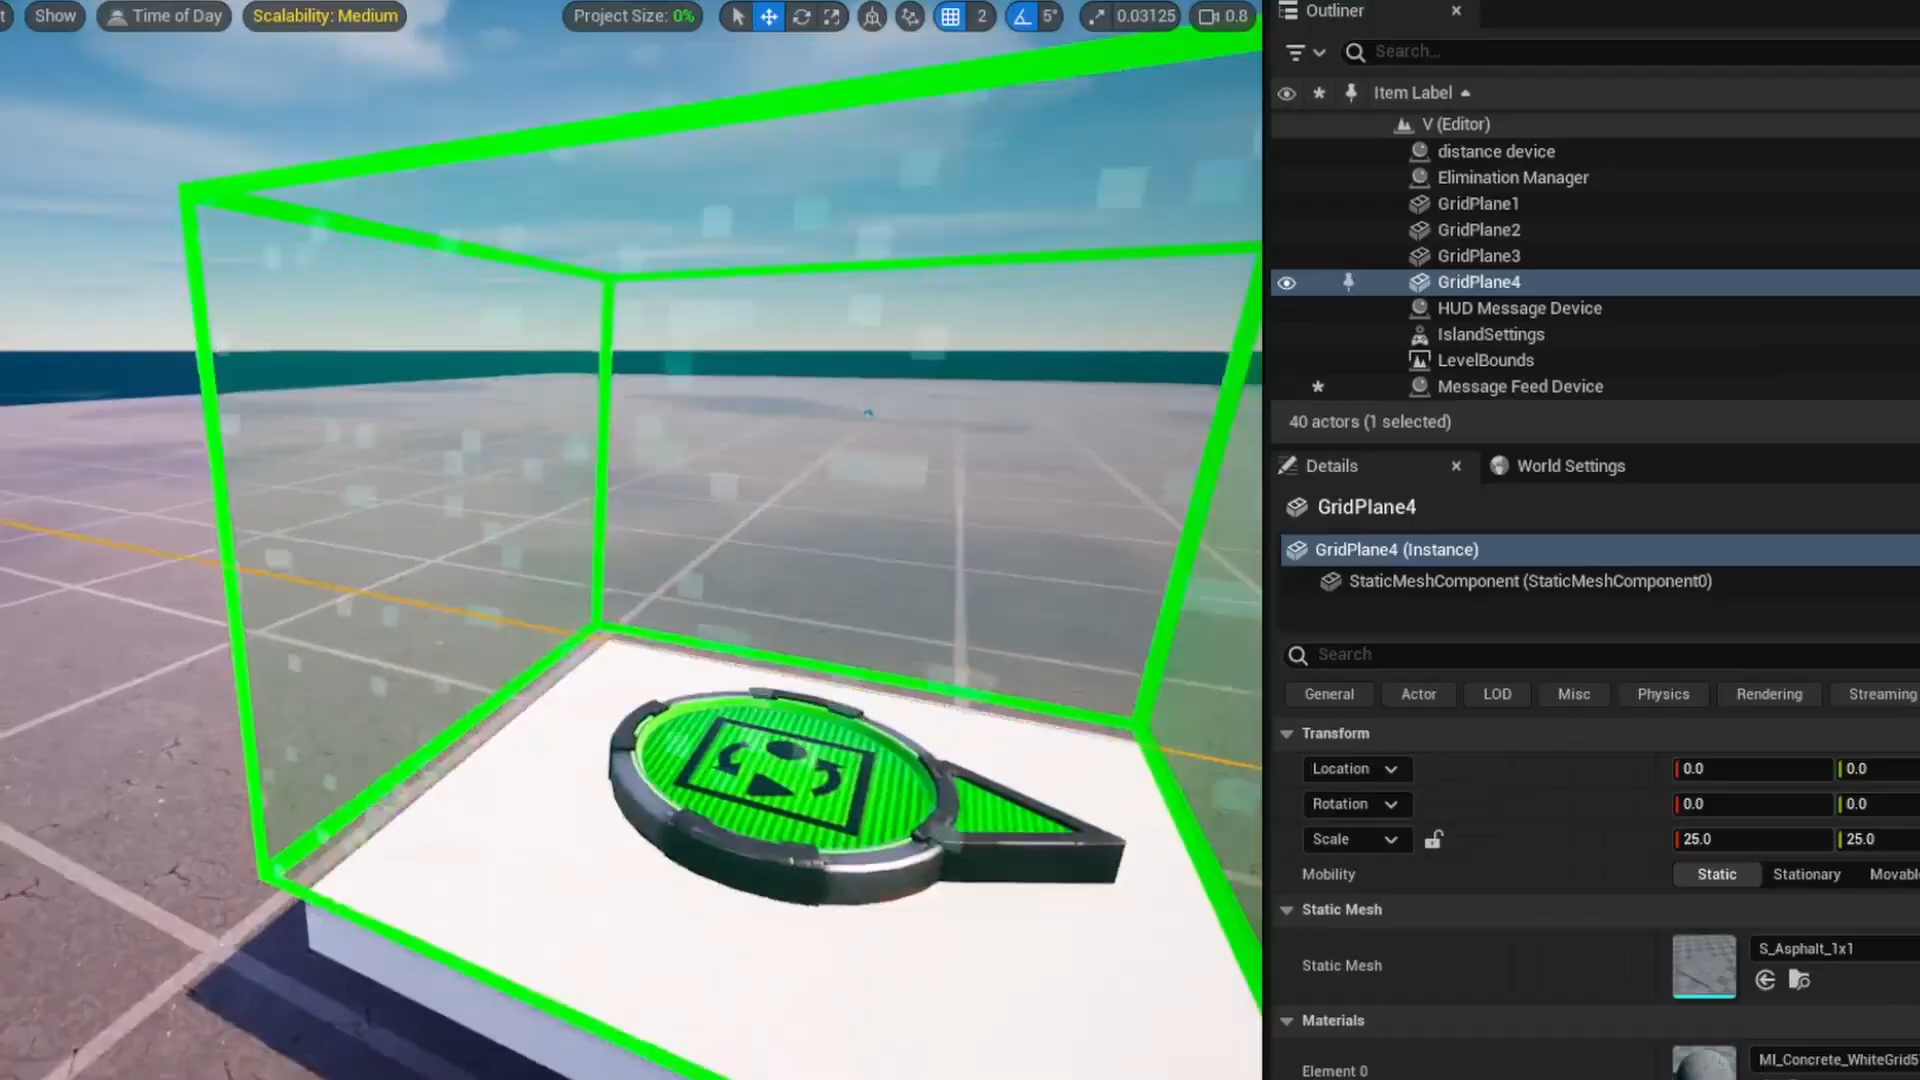 Show
Time of Day
Scalability: Medium
Project Size: 0%
2
5°
0.03125
0.8
Outliner
Search...
Item Label
V (Editor)
distance device
Elimination Manager
GridPlane1
GridPlane2
GridPlane3
GridPlane4
HUD Message Device
IslandSettings
LevelBounds
Message Feed Device
40 actors (1 selected)
Details
World Settings
GridPlane4
GridPlane4 (Instance)
StaticMeshComponent (StaticMeshComponent0)
Search
General
Actor
LOD
Misc
Physics
Rendering
Streaming
Transform
Location
0.0
0.0
Rotation
0.0
0.0
Scale
25.0
25.0
Mobility
Static
Stationary
Movabl
Static Mesh
Static Mesh
S_Asphalt_1x1
Materials
Element 0
MI_Concrete_WhiteGrid5